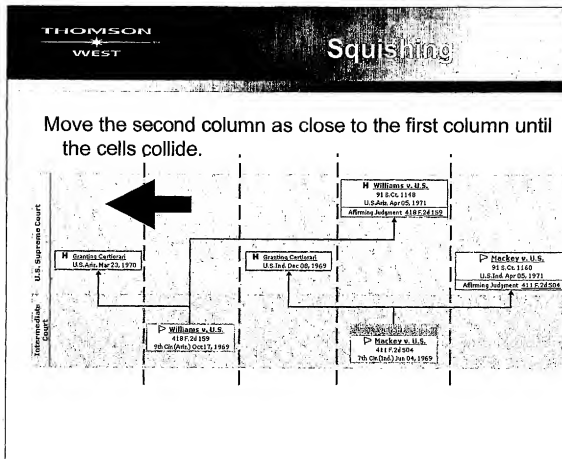 THOMSON
WEST
Squishing
Move the second column as close to the first column until
the cells collide.
U.S. Supreme Court
Intermediate
Court
H Williams v. U.S.
91 S.Ct. 1148
U.S.Ariz. Apr 05, 1971
Affirming Judgment 418 F.2d 159
H Granting Certiorari
U.S.Ariz. Mar 23, 1970
H Granting Certiorari
U.S.Ind. Dec 08, 1969
Mackey v. U.S.
91 S.Ct. 1160
U.S.Ind. Apr 05, 1971
Affirming Judgment 411 F.2d 504
Williams v. U.S.
418 F.2d 159
9th Cir.(Ariz.) Oct 17, 1969
Mackey v. U.S.
411 F.2d 504
7th Cir.(Ind.) Jun 04, 1969